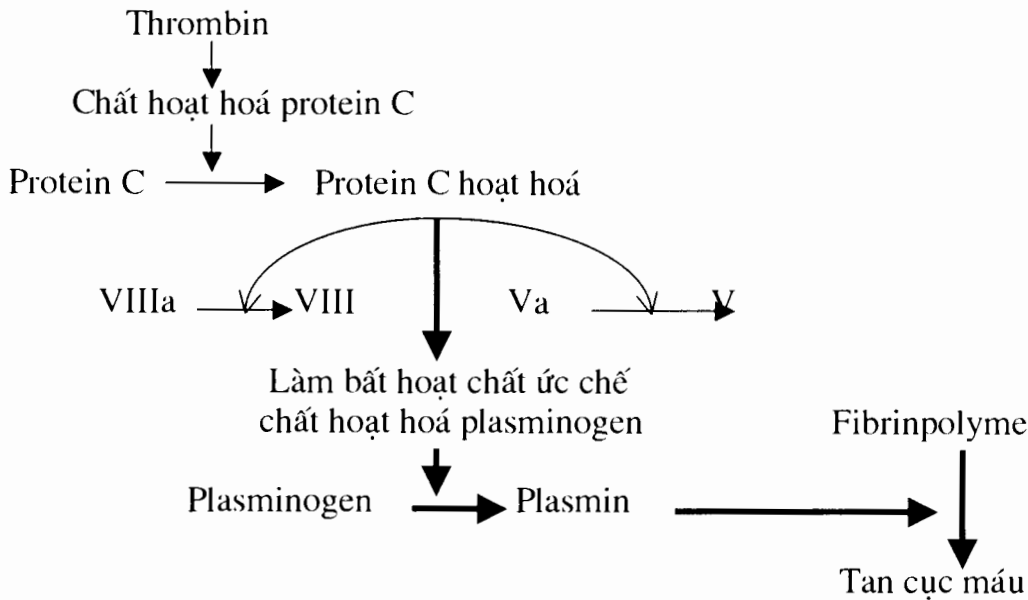 Thrombin
Chất hoạt hoá protein C
Protein C
Protein C hoạt hoá
VIIIa
VIII
Va
V
Làm bất hoạt chất ức chế
chất hoạt hoá plasminogen
Fibrinpolyme
Plasminogen
Plasmin
Tan cục máu